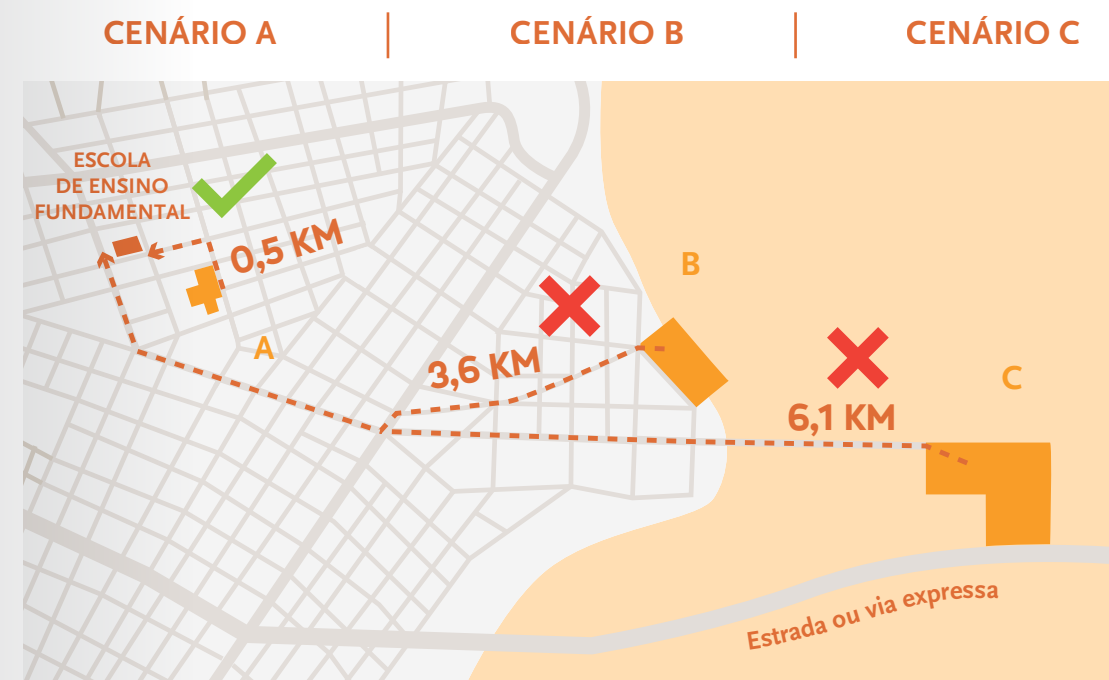 CENÁRIO A
CENÁRIO B
CENÁRIO C
ESCOLA
DE ENSINO
FUNDAMENTAL
0,5 KM
A
B
3,6 KM
C
6,1 KM
Estrada ou via expressa